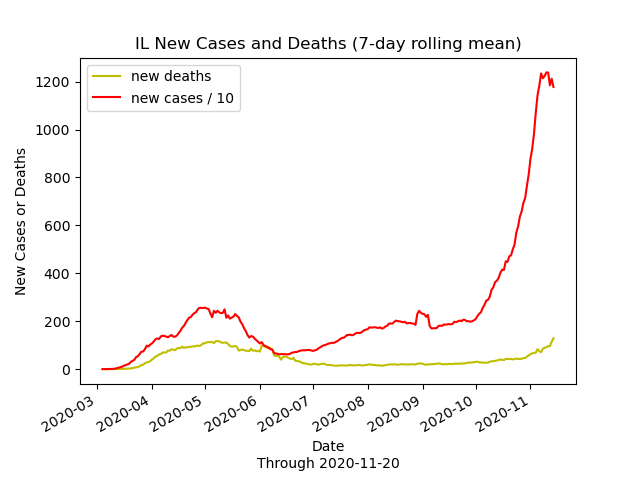 IL New Cases and Deaths (7-day rolling mean)
new deaths
new cases / 10
New Cases or Deaths
1200
1000
800
600
400
200
0
2020-03
2020-04
2020-05
2020-06
2020-07
2020-08
2020-09
2020-10
2020-11
Date
Through 2020-11-20